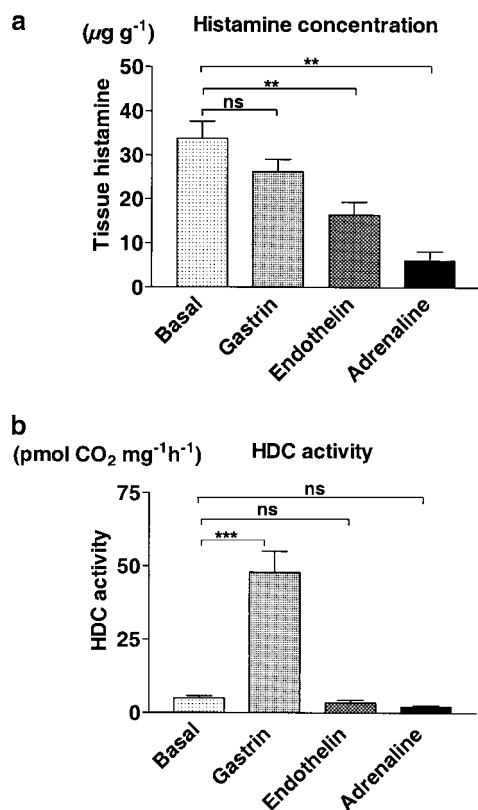 a
(µg g⁻¹) Histamine concentration
**
**
ns
50
40
30
20
10
0
Tissue histamine
Basal
Gastrin
Endothelin
Adrenaline
b
(pmol CO₂ mg⁻¹h⁻¹) HDC activity
ns
ns
***
75
50
25
0
HDC activity
Basal
Gastrin
Endothelin
Adrenaline